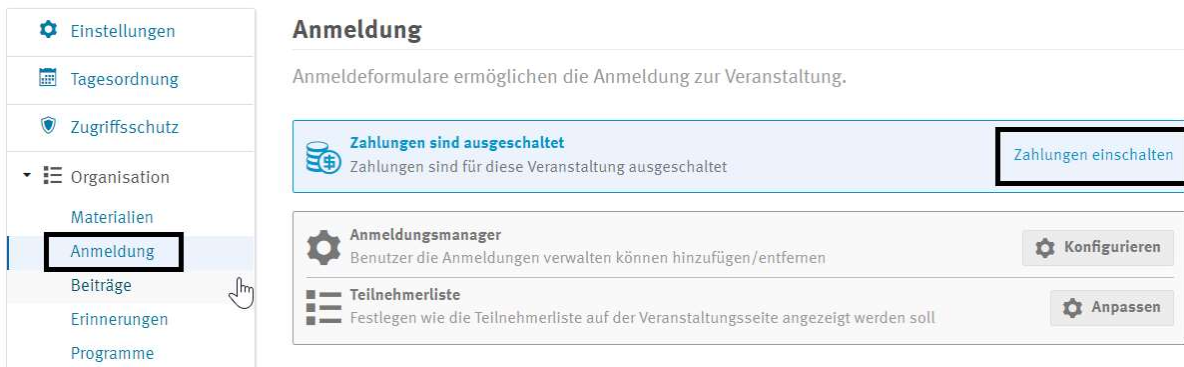 Einstellungen
Tagesordnung
Zugriffsschutz
Organisation
Materialien
Anmeldung
Beiträge
Erinnerungen
Programme
Anmeldung
Anmeldeformulare ermöglichen die Anmeldung zur Veranstaltung.
Zahlungen sind ausgeschaltet
Zahlungen sind für diese Veranstaltung ausgeschaltet
Zahlungen einschalten
Anmeldungsmanager
Benutzer die Anmeldungen verwalten können hinzufügen/entfernen
Konfigurieren
Teilnehmerliste
Festlegen wie die Teilnehmerliste auf der Veranstaltungsseite angezeigt werden soll
Anpassen